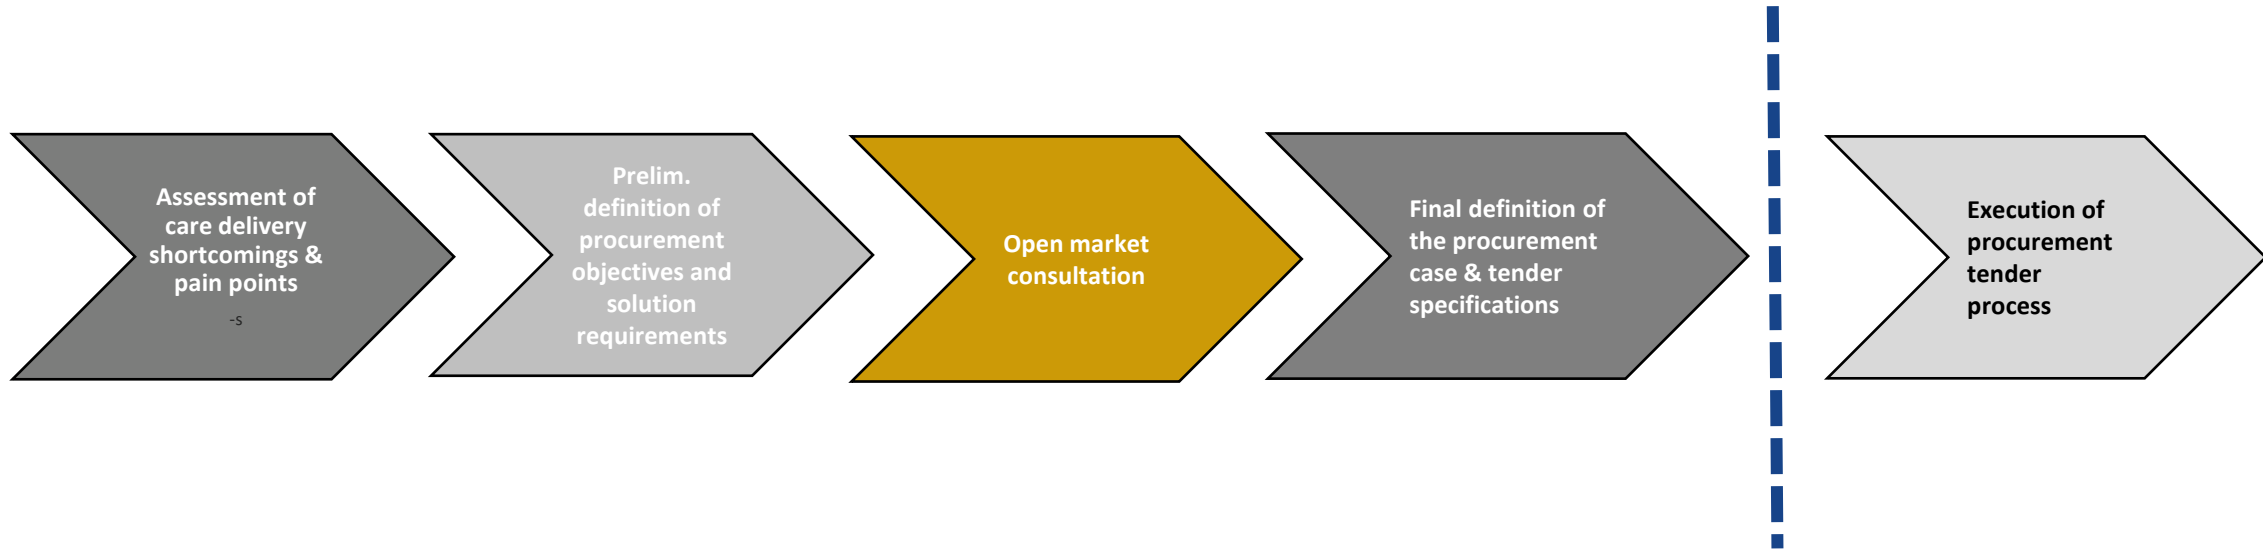 Assessment of
care delivery
shortcomings &
pain points
-s
Prelim.
definition of
procurement
objectives and
solution
requirements
Open market
consultation
Final definition of
the procurement
case & tender
specifications
Execution of
procurement
tender
process